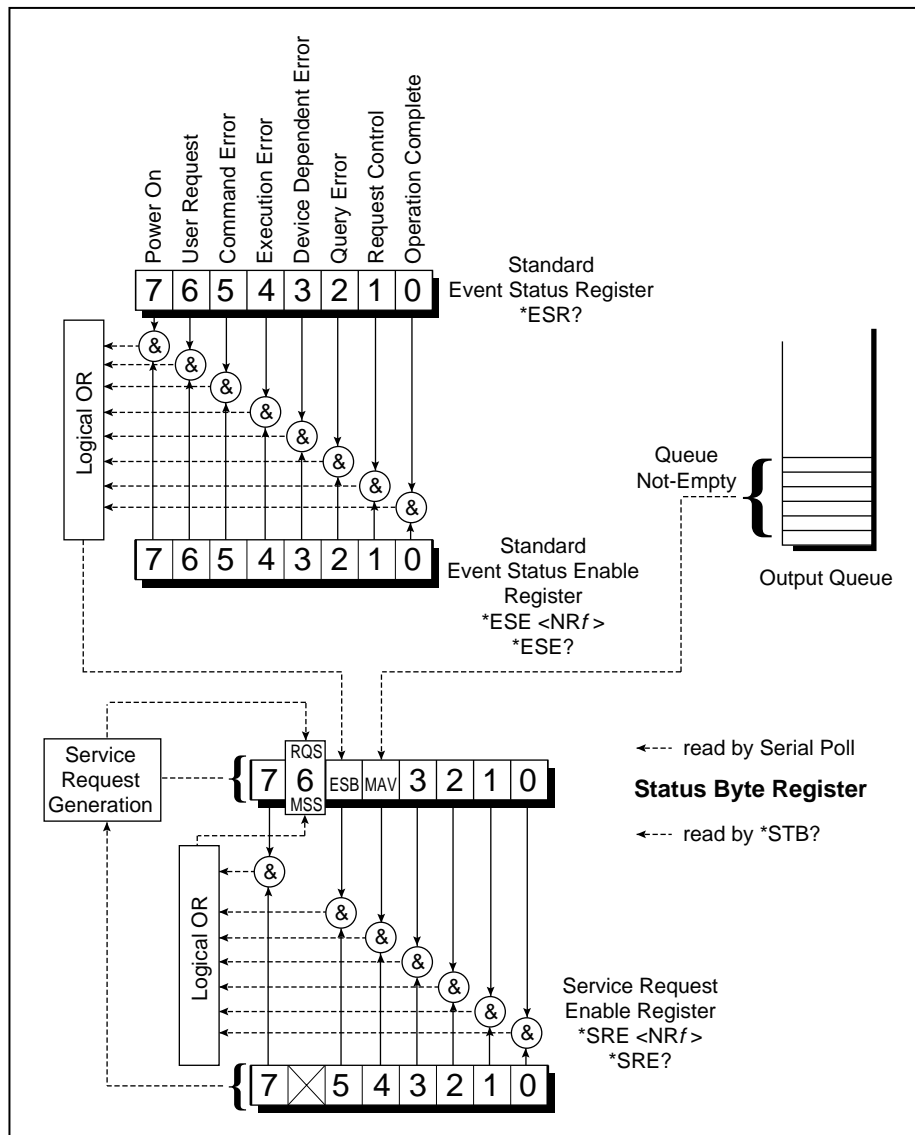 Power On
User Request
Command Error
Execution Error
Device Dependent Error
Query Error
Request Control
Operation Complete
7 6 5 4 3 2 1 0
Standard
Event Status Register
*ESR?
Logical OR
&
&
&
&
&
&
&
&
7 6 5 4 3 2 1 0
Standard
Event Status Enable
Register
*ESE <NRf >
*ESE?
Queue
Not-Empty
Output Queue
Service
Request
Generation
RQS
7 6 ESB MAV 3 2 1 0
MSS
read by Serial Poll
Status Byte Register
read by *STB?
Logical OR
&
&
&
&
&
&
&
Service Request
Enable Register
*SRE <NRf >
*SRE?
7 5 4 3 2 1 0